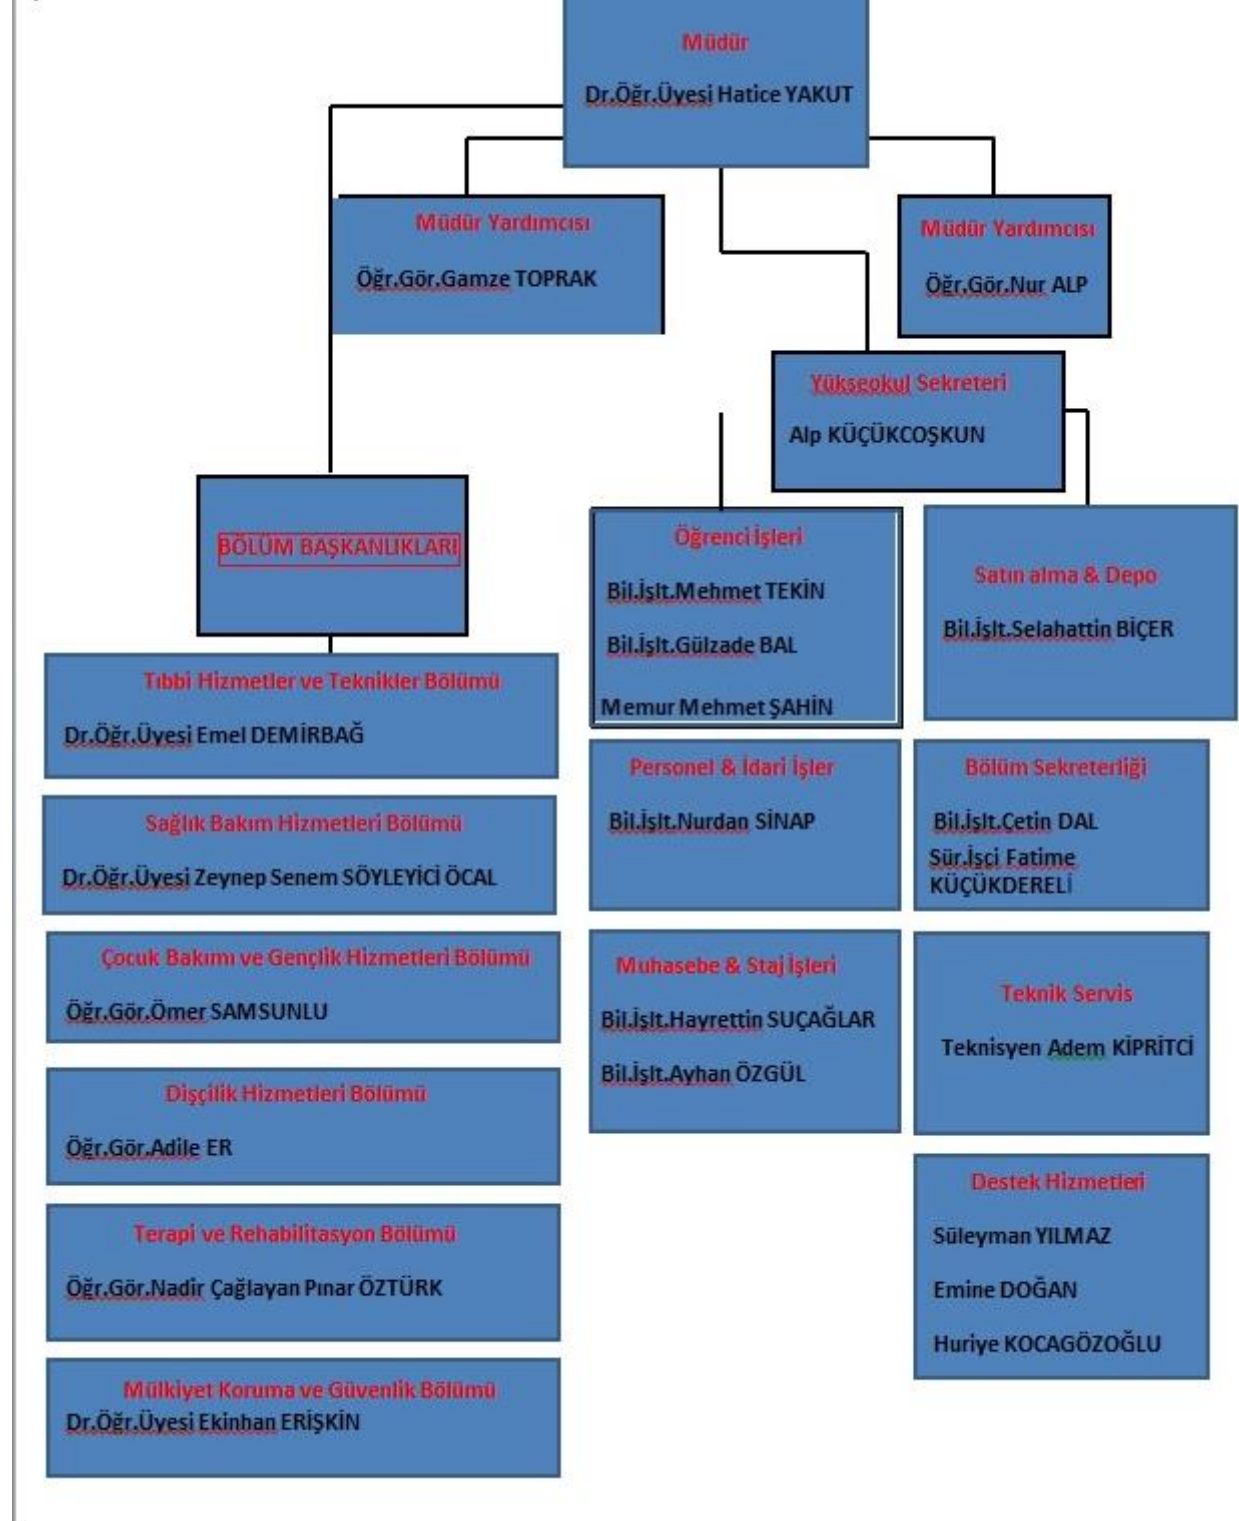 Müdür
Dr.Öğr.Üyesi Hatice YAKUT
Müdür Yardımcısı
Öğr.Gör.Gamze TOPRAK
Müdür Yardımcısı
Öğr.Gör.Nur ALP
Yükseokul Sekreteri
Alp KÜÇÜKCOŞKUN
BÖLÜM BAŞKANLIKLARI
Tıbbi Hizmetler ve Teknikler Bölümü
Dr.Öğr.Üyesi Emel DEMİRBAĞ
Sağlık Bakım Hizmetleri Bölümü
Dr.Öğr.Üyesi Zeynep Senem SÖYLEYİCİ ÖCAL
Çocuk Bakımı ve Gençlik Hizmetleri Bölümü
Öğr.Gör.Ömer SAMSUNLU
Dişçilik Hizmetleri Bölümü
Öğr.Gör.Adile ER
Terapi ve Rehabilitasyon Bölümü
Öğr.Gör.Nadir Çağlayan Pınar ÖZTÜRK
Mülkiyet Koruma ve Güvenlik Bölümü
Dr.Öğr.Üyesi Ekinhan ERİŞKİN
Öğrenci İşleri
Bil.İşlt.Mehmet TEKİN
Bil.İşlt.Gülzade BAL
Memur Mehmet ŞAHİN
Personel & İdari İşler
Bil.İşlt.Nurdan SİNAP
Muhasebe & Staj İşleri
Bil.İşlt.Hayrettin SUÇAĞLAR
Bil.İşlt.Ayhan ÖZGÜL
Satın alma & Depo
Bil.İşlt.Selahattin BİÇER
Bölüm Sekreterliği
Bil.İşlt.Çetin DAL
Sür.İşçi Fatime
KÜÇÜKDERELİ
Teknik Servis
Teknisyen Adem KİPRİTCİ
Destek Hizmetleri
Süleyman YILMAZ
Emine DOĞAN
Huriye KOCAGÖZOĞLU